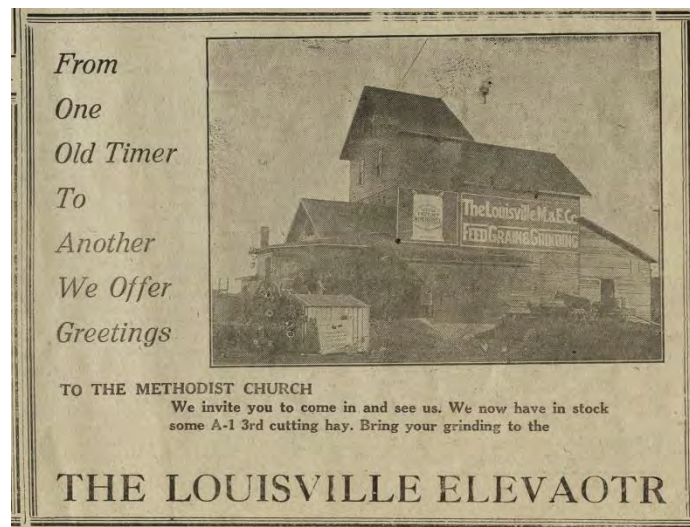 From
One
Old Timer
To
Another
We Offer
Greetings
The Louisville M.& E. Co
FEED GRAIN & GRINDING
TO THE METHODIST CHURCH
We invite you to come in and see us. We now have in stock
some A-1 3rd cutting hay. Bring your grinding to the
THE LOUISVILLE ELEVAOTR